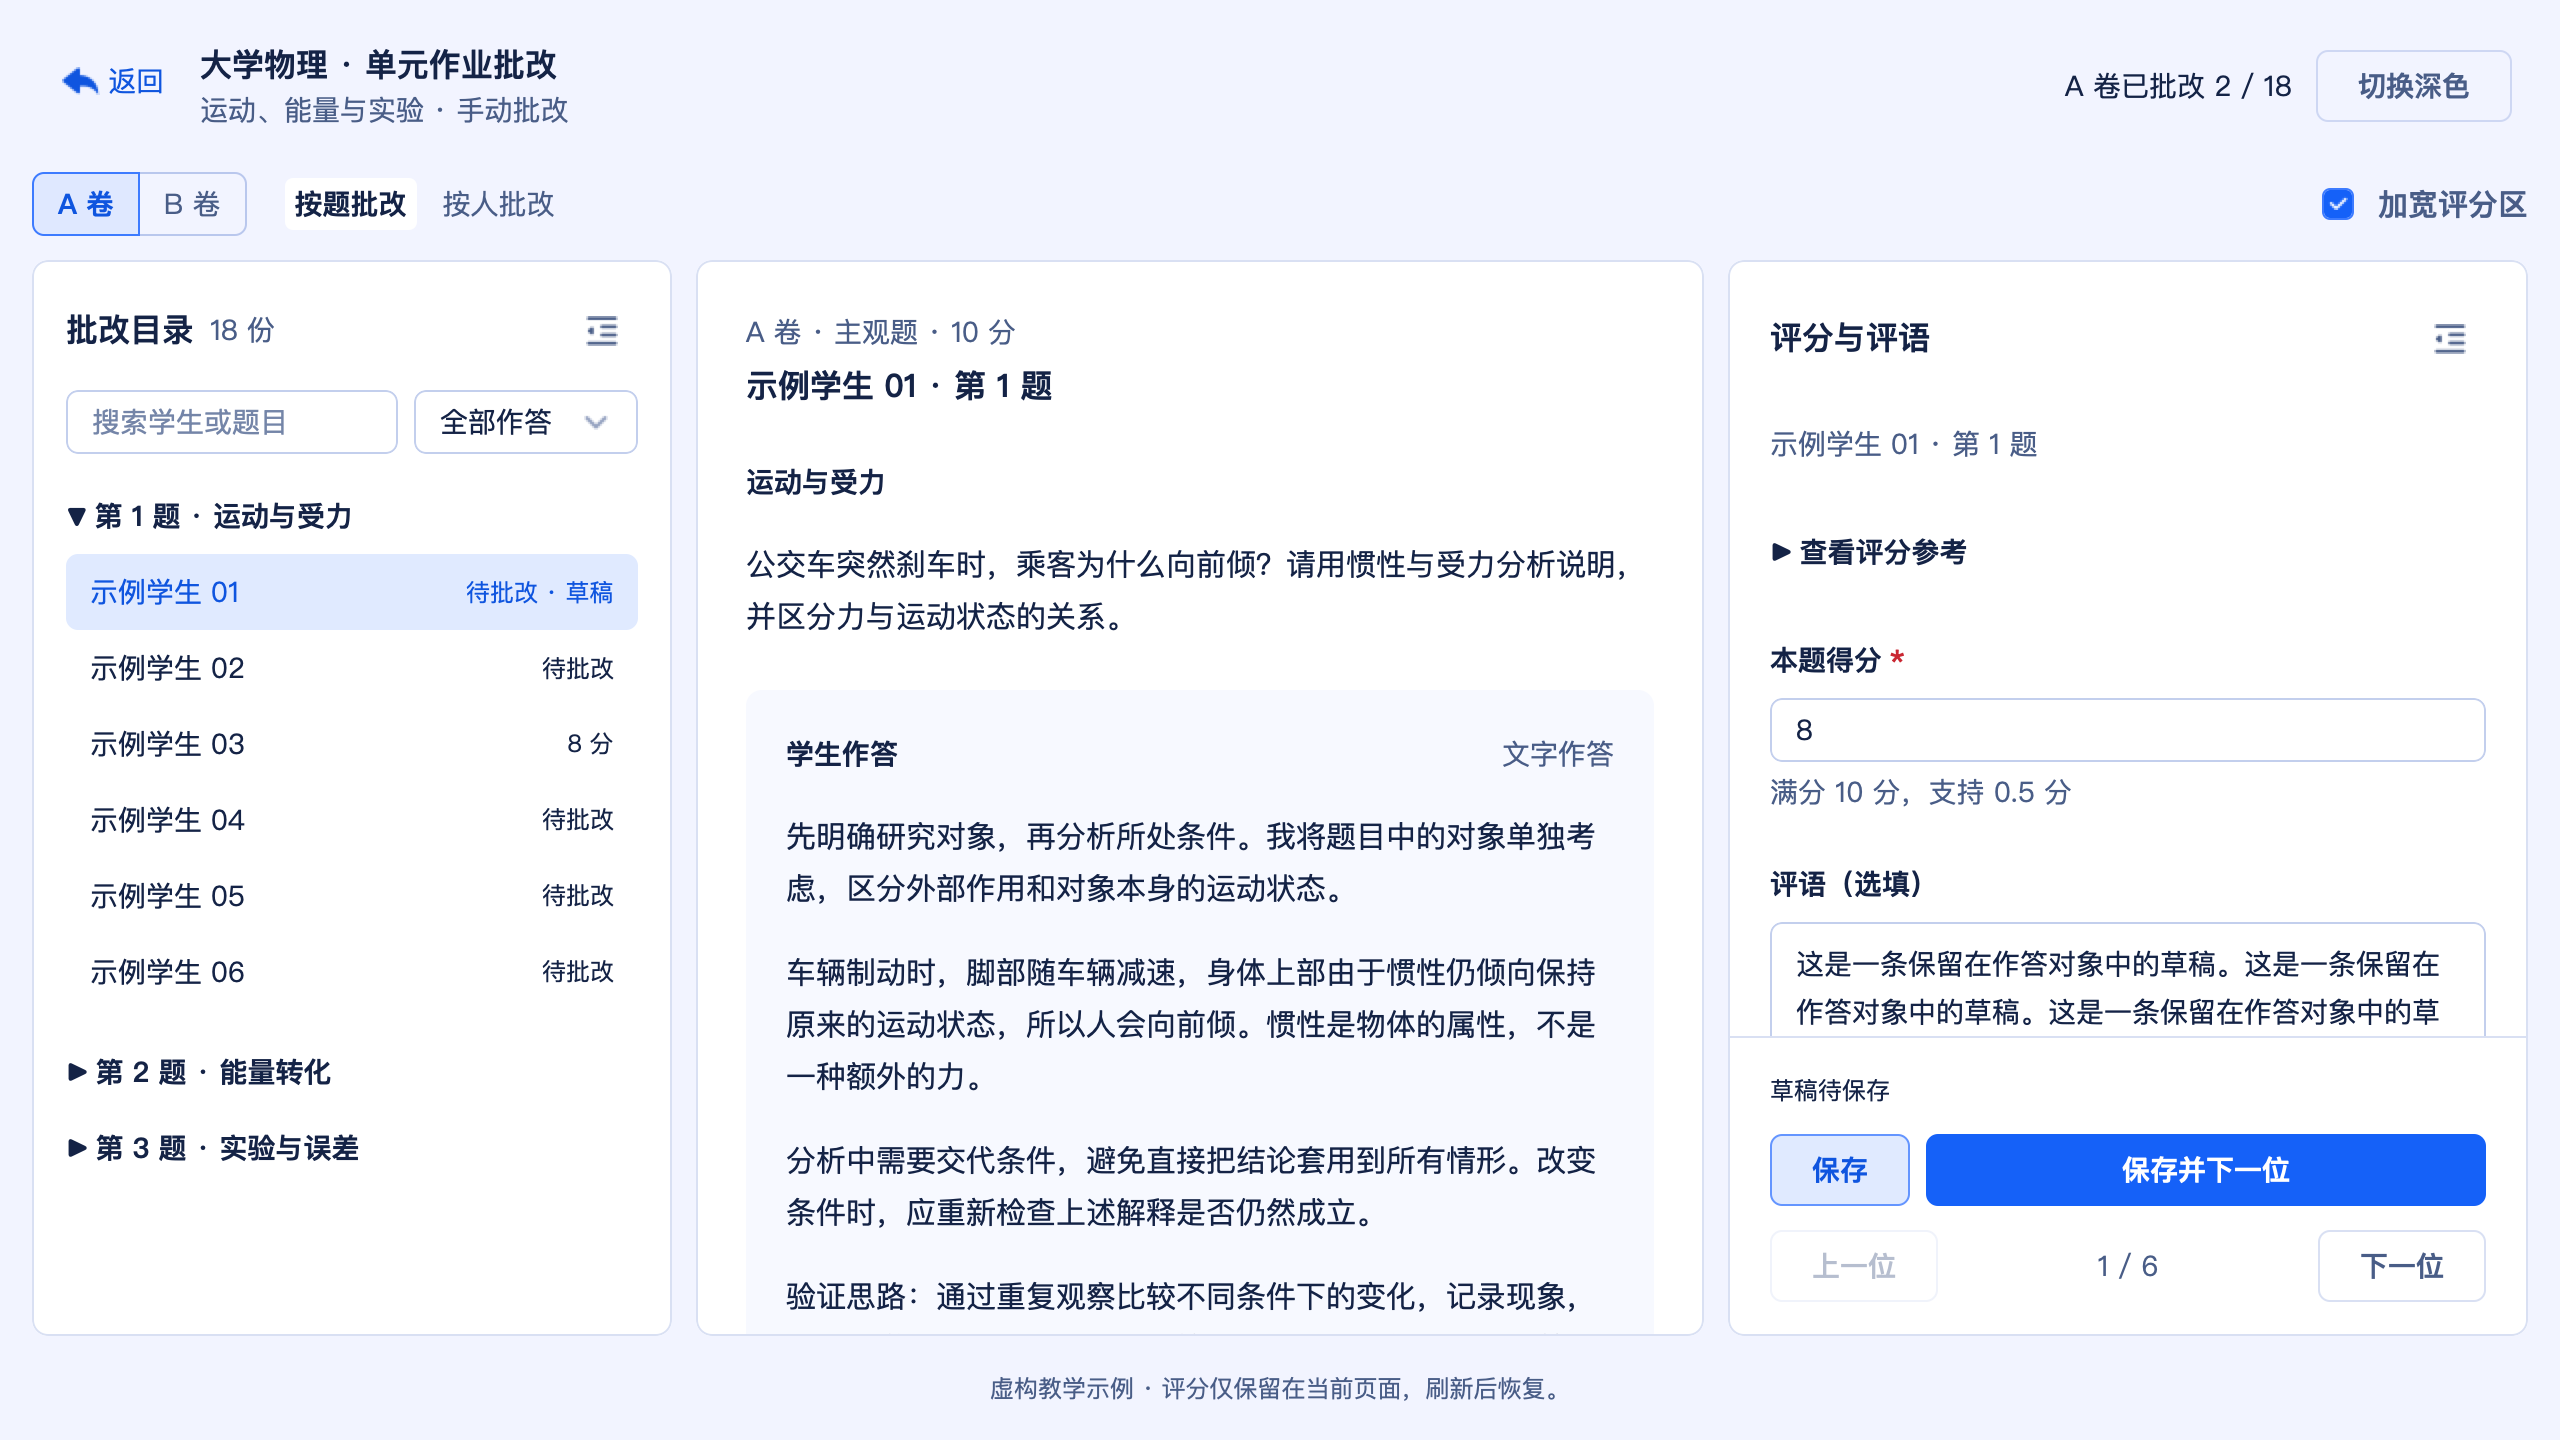 返回
大学物理 · 单元作业批改
运动、能量与实验 · 手动批改
A 卷已批改 2 / 18
切换深色
A 卷
B 卷
按题批改
按人批改
加宽评分区
批改目录 18 份
搜索学生或题目
全部作答
第 1 题 · 运动与受力
示例学生 01 待批改 · 草稿
示例学生 02 待批改
示例学生 03 8 分
示例学生 04 待批改
示例学生 05 待批改
示例学生 06 待批改
第 2 题 · 能量转化
第 3 题 · 实验与误差
A 卷 · 主观题 · 10 分
示例学生 01 · 第 1 题
运动与受力
公交车突然刹车时，乘客为什么向前倾？请用惯性与受力分析说明，
并区分力与运动状态的关系。
学生作答 文字作答
先明确研究对象，再分析所处条件。我将题目中的对象单独考
虑，区分外部作用和对象本身的运动状态。
车辆制动时，脚部随车辆减速，身体上部由于惯性仍倾向保持
原来的运动状态，所以人会向前倾。惯性是物体的属性，不是
一种额外的力。
分析中需要交代条件，避免直接把结论套用到所有情形。改变
条件时，应重新检查上述解释是否仍然成立。
验证思路：通过重复观察比较不同条件下的变化，记录现象，
评分与评语
示例学生 01 · 第 1 题
查看评分参考
本题得分 *
8
满分 10 分，支持 0.5 分
评语（选填）
这是一条保留在作答对象中的草稿。这是一条保留在
作答对象中的草稿。这是一条保留在作答对象中的草
草稿待保存
保存
保存并下一位
上一位
1 / 6
下一位
虚构教学示例 · 评分仅保留在当前页面，刷新后恢复。